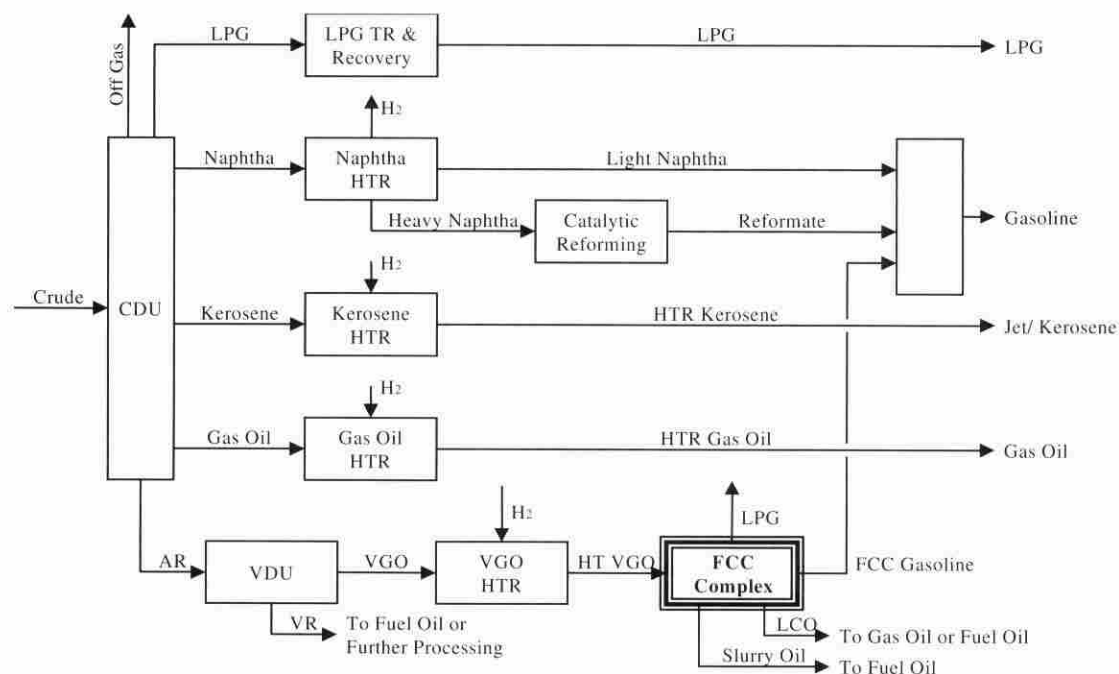 Off Gas
LPG
LPG TR &
Recovery
LPG
LPG
H2
Naphtha
Naphtha
HTR
Light Naphtha
Heavy Naphtha
Catalytic
Reforming
Reformate
Gasoline
H2
Crude
CDU
Kerosene
Kerosene
HTR
HTR Kerosene
Jet/ Kerosene
H2
Gas Oil
Gas Oil
HTR
HTR Gas Oil
Gas Oil
H2
LPG
AR
VDU
VGO
VGO
HTR
HT VGO
FCC
Complex
FCC Gasoline
VR
To Fuel Oil or
Further Processing
LCO
To Gas Oil or Fuel Oil
Slurry Oil
To Fuel Oil